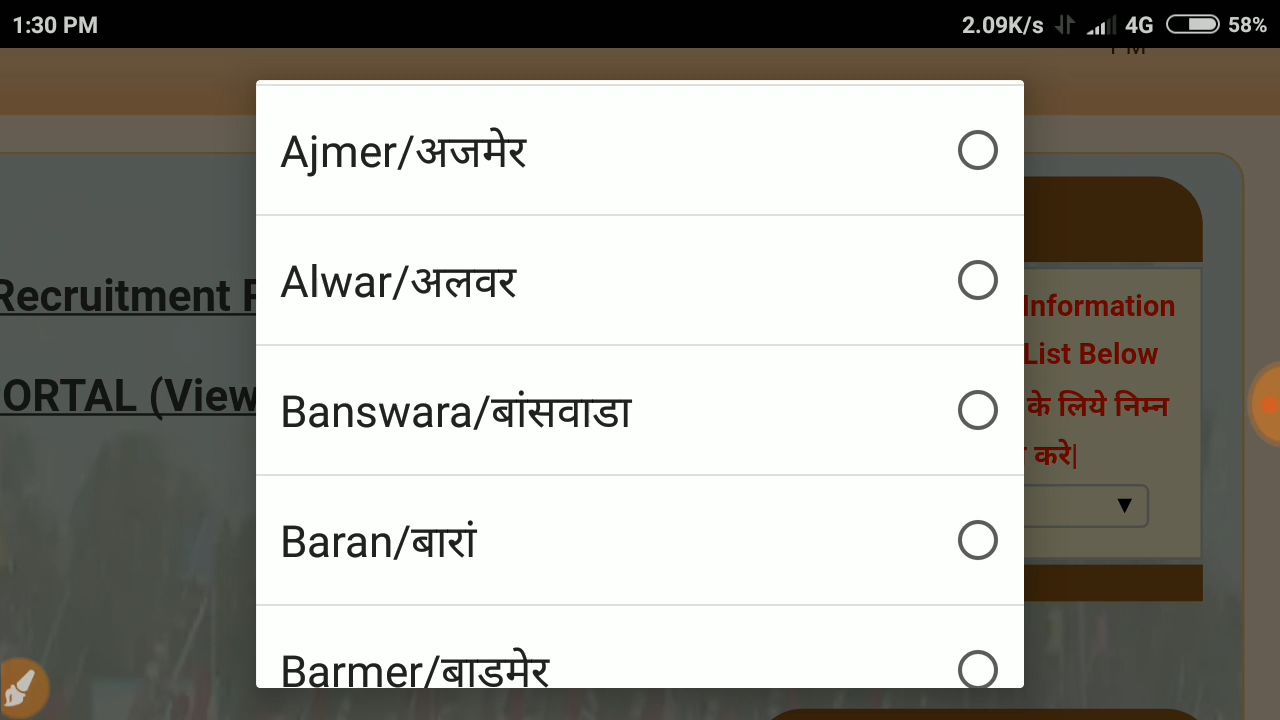 1:30 PM 2.09K/s 4G 58%
Ajmer/अजमेर
Alwar/अलवर
Banswara/बांसवाडा
Baran/बारां
Barmer/बाडमेर
Recruitment
ORTAL (View
Information
List Below
के लिये निम्न
करे|